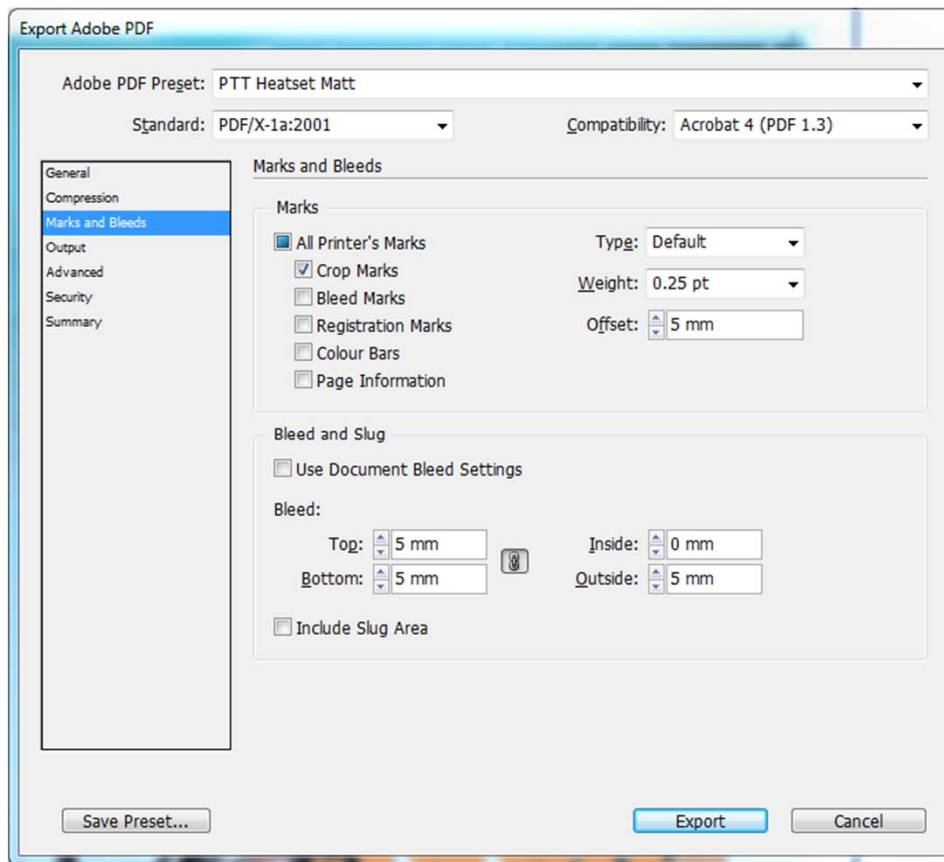 Export Adobe PDF
Adobe PDF Preset: PTT Heatset Matt
Standard: PDF/X-1a:2001 Compatibility: Acrobat 4 (PDF 1.3)
General
Compression
Marks and Bleeds
Output
Advanced
Security
Summary
Marks and Bleeds
Marks
All Printer's Marks
Crop Marks
Bleed Marks
Registration Marks
Colour Bars
Page Information
Type: Default
Weight: 0.25 pt
Offset: 5 mm
Bleed and Slug
Use Document Bleed Settings
Bleed:
Top: 5 mm Inside: 0 mm
Bottom: 5 mm Outside: 5 mm
Include Slug Area
Save Preset... Export Cancel